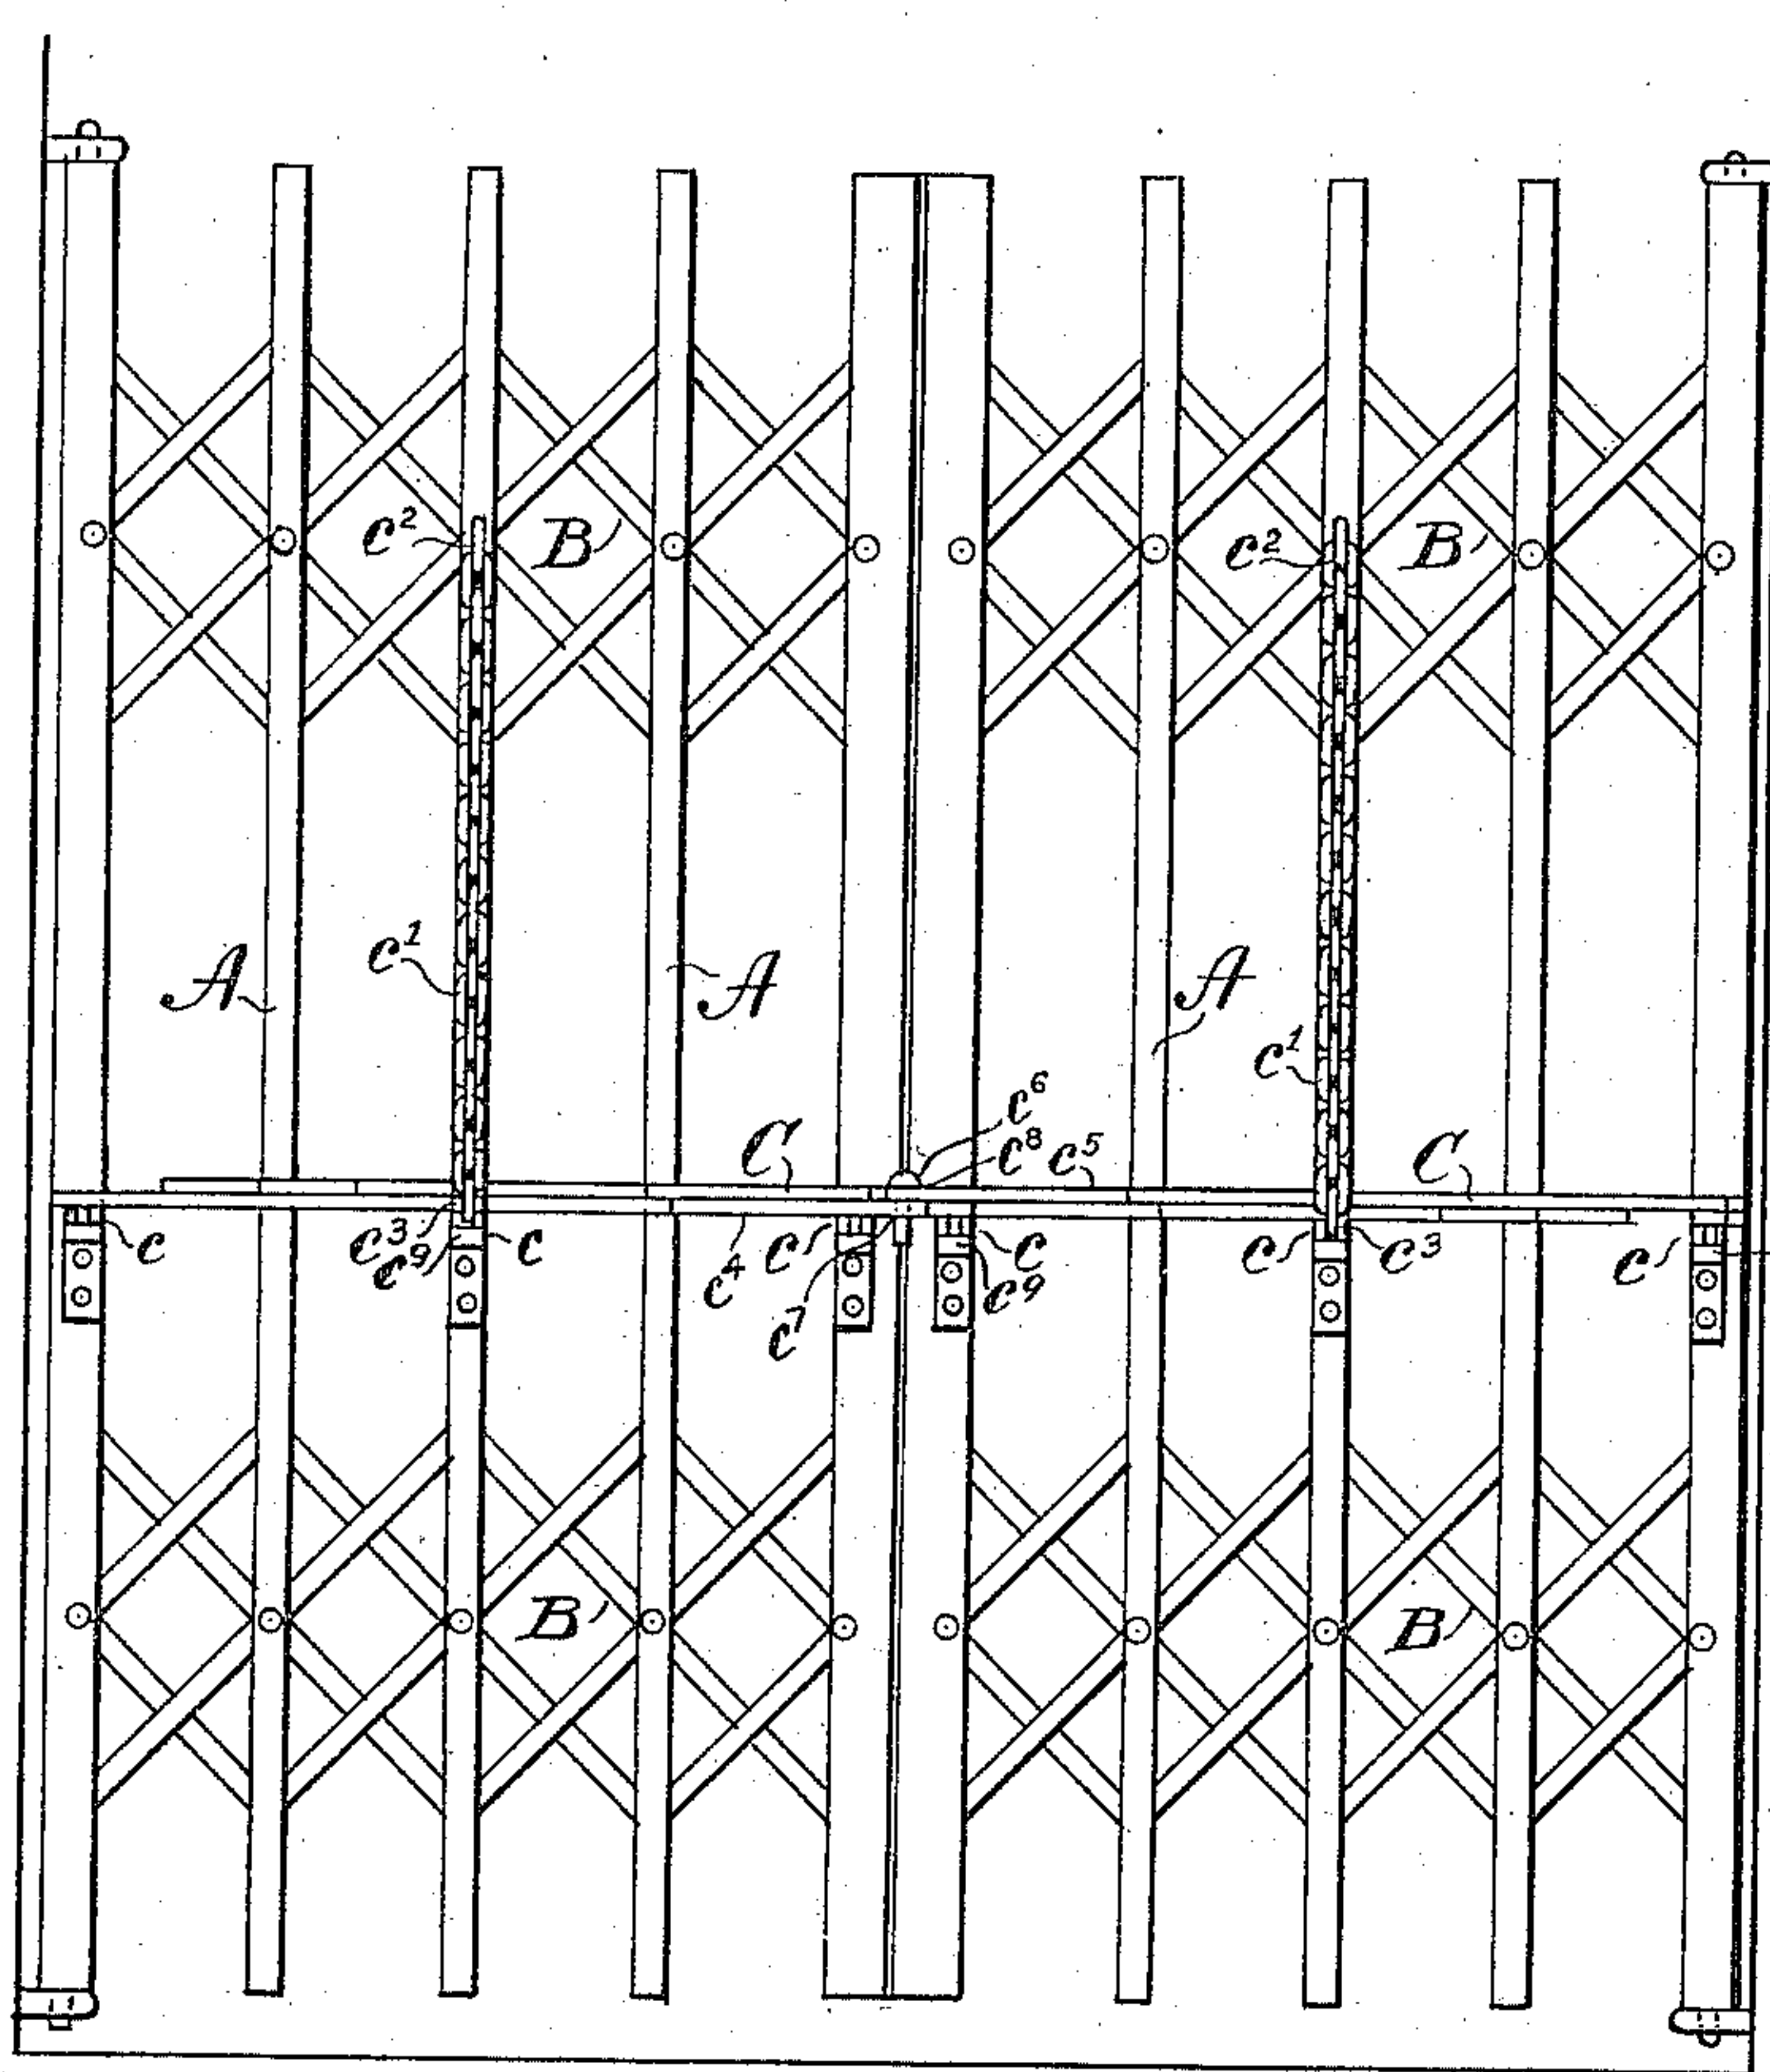 c² B c² B
A c¹ A A c¹
c⁶
C c⁸ c⁵ C
c c³ c⁹ c c⁴ c c⁷ c c⁹ c c³ c
B B